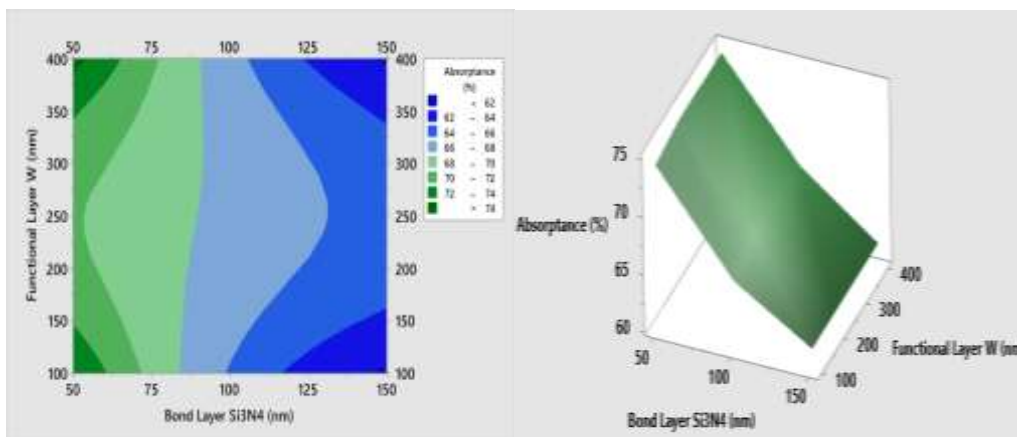 50 75 100 125 150
400 400
350 350
300 300
250 250
200 200
150 150
100 100
50 75 100 125 150
Functional Layer W (nm)
Bond Layer Si3N4 (nm)
Absorptance
(%)
< 62
62 – 64
64 – 66
66 – 68
68 – 70
70 – 72
72 – 74
> 74
75
70
65
60
Absorptance (%)
50
100
150
Bond Layer Si3N4 (nm)
400
300
200
100
Functional Layer W (nm